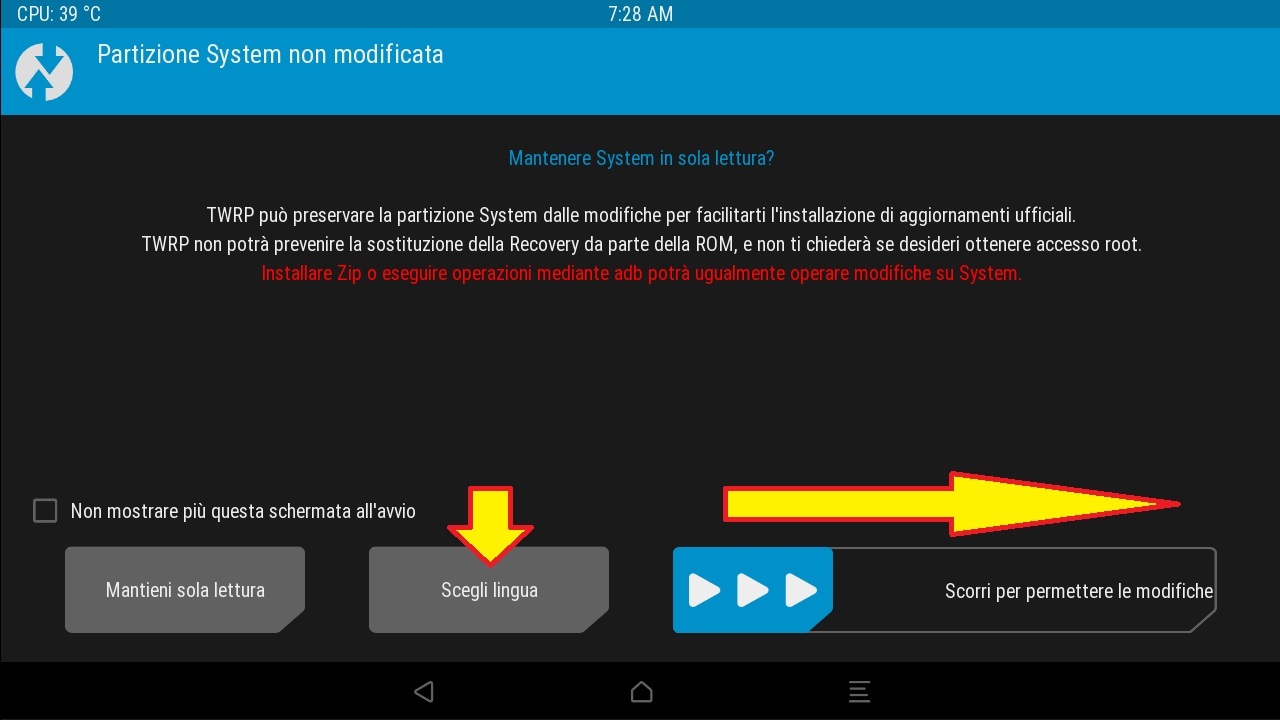 CPU: 39 °C
7:28 AM
Partizione System non modificata
Mantenere System in sola lettura?
TWRP può preservare la partizione System dalle modifiche per facilitarti l'installazione di aggiornamenti ufficiali.
TWRP non potrà prevenire la sostituzione della Recovery da parte della ROM, e non ti chiederà se desideri ottenere accesso root.
Installare Zip o eseguire operazioni mediante adb potrà ugualmente operare modifiche su System.
Non mostrare più questa schermata all'avvio
Mantieni sola lettura
Scegli lingua
Scorri per permettere le modifiche